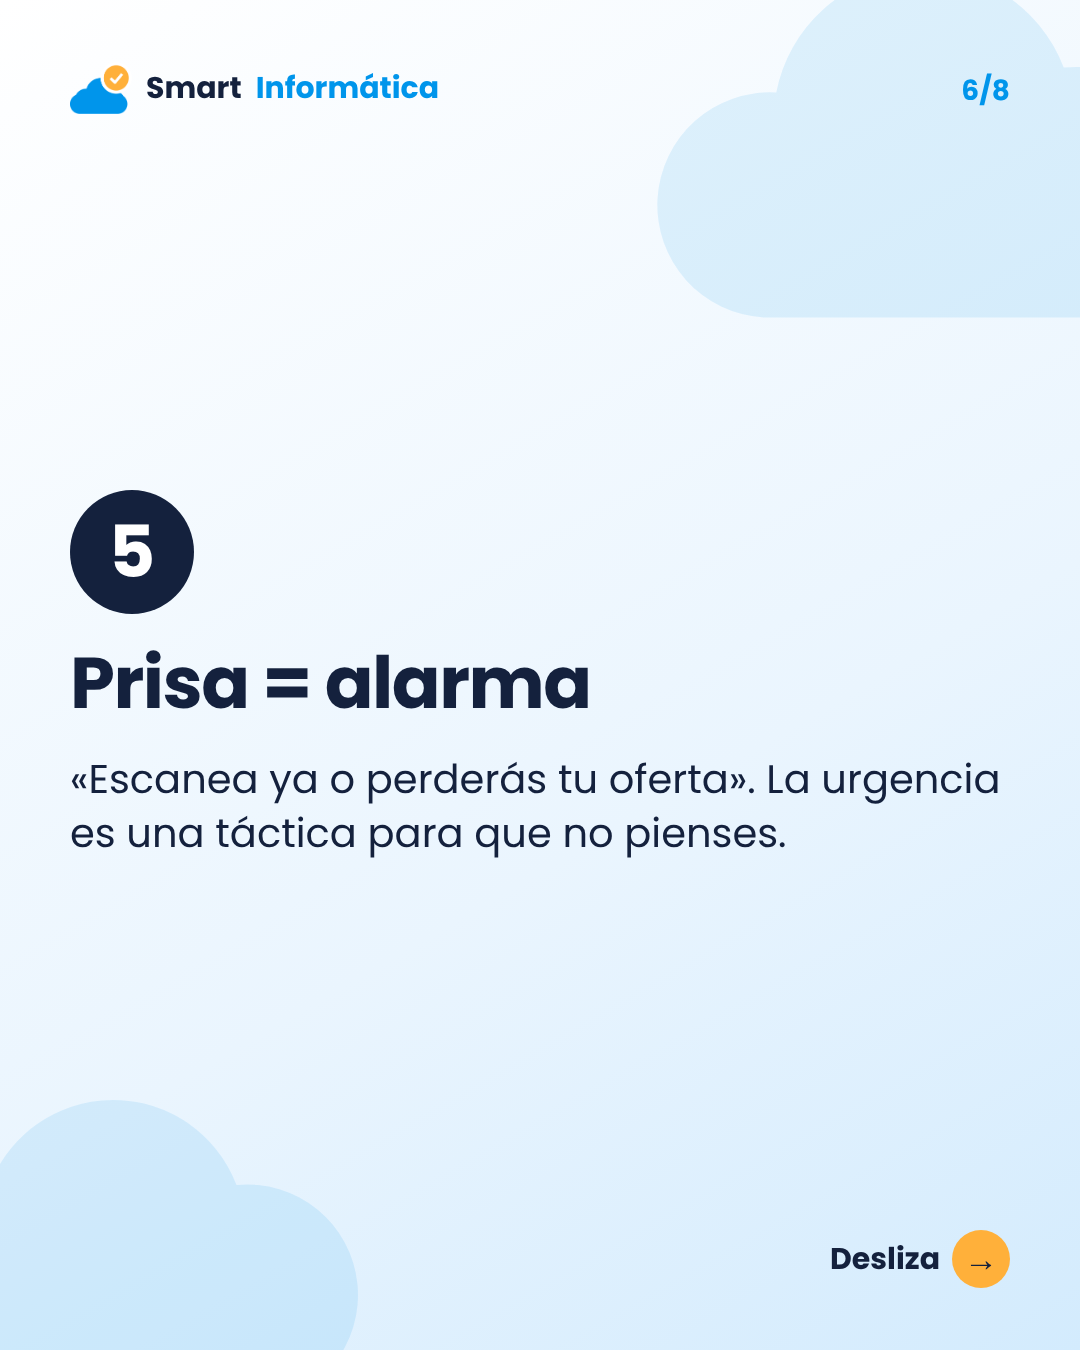 Smart Informática
6/8
5
Prisa = alarma
«Escanea ya o perderás tu oferta». La urgencia
es una táctica para que no pienses.
Desliza →